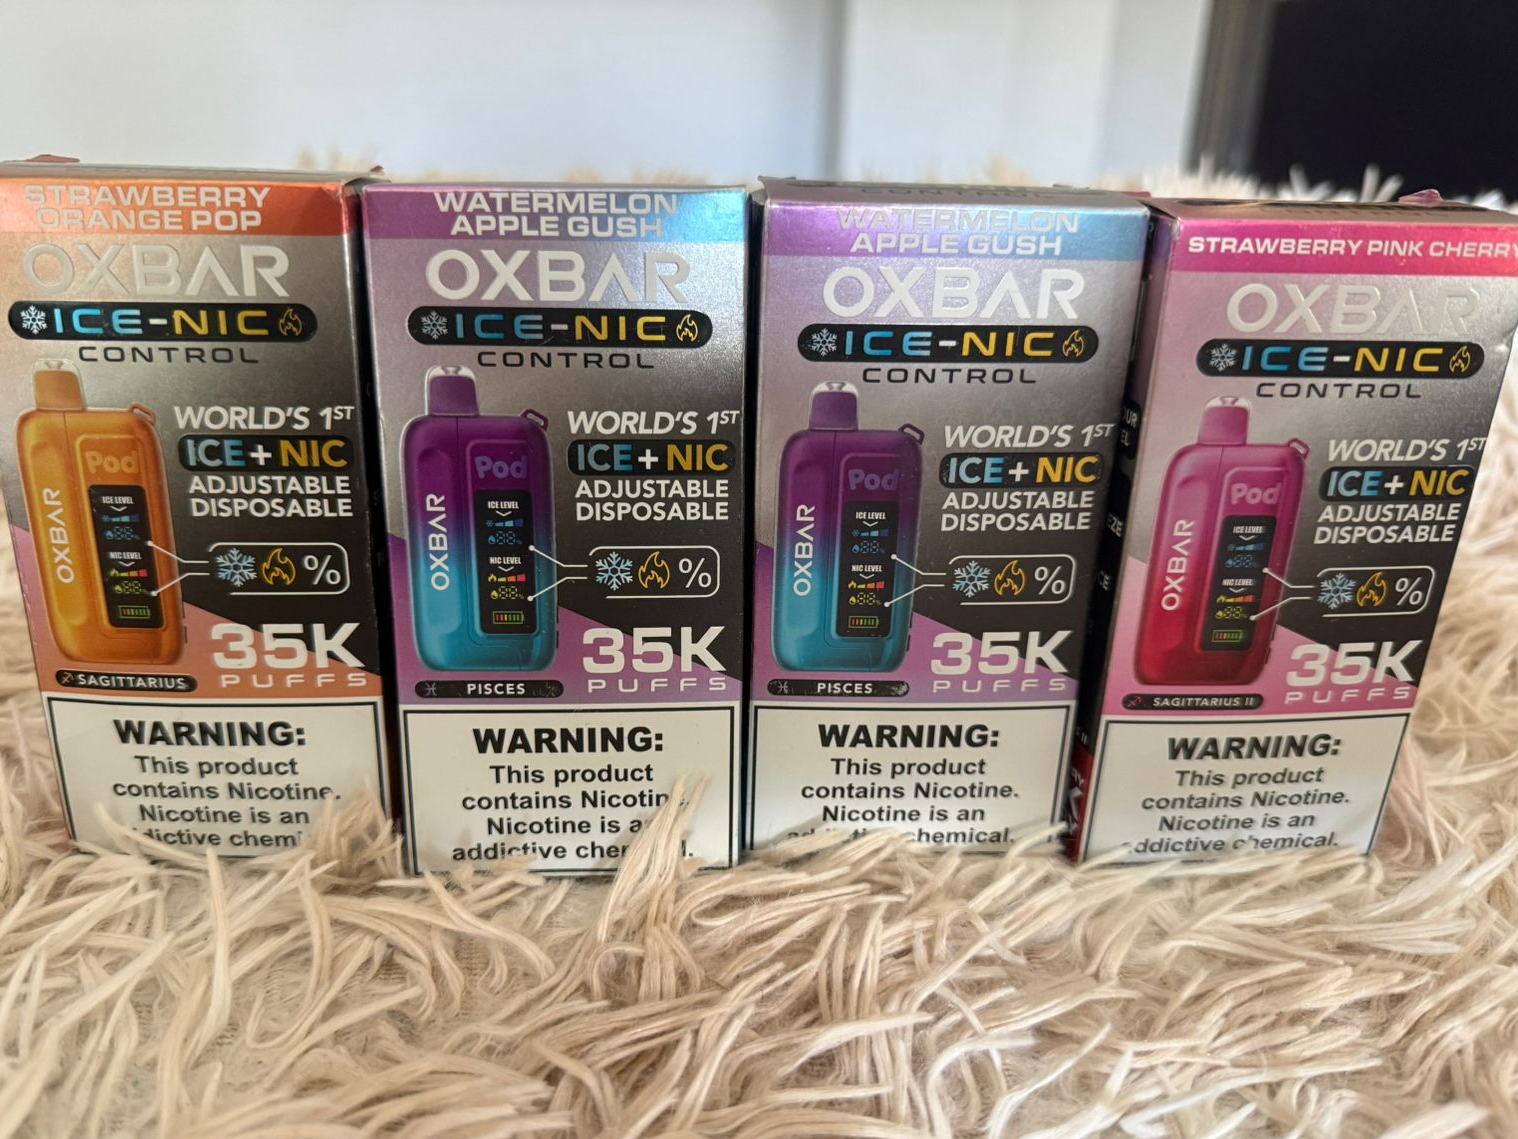 STRAWBERRY
ORANGE POP
OXBAR
ICE-NIC
CONTROL
WORLD'S 1ST
ICE + NIC
ADJUSTABLE
DISPOSABLE
Pod
OXBAR
ICE LEVEL
NIC LEVEL
%
35K
PUFFS
SAGITTARIUS
WARNING:
This product
contains Nicotine.
Nicotine is an
WATERMELON
APPLE GUSH
OXBAR
ICE-NIC
CONTROL
WORLD'S 1ST
ICE + NIC
ADJUSTABLE
DISPOSABLE
Pod
OXBAR
ICE LEVEL
NIC LEVEL
%
35K
PUFFS
PISCES
WARNING:
This product
contains
Nicotine is
addictive
WATERMELON
APPLE GUSH
OXBAR
ICE-NIC
CONTROL
WORLD'S 1ST
ICE + NIC
ADJUSTABLE
DISPOSABLE
Pod
OXBAR
ICE LEVEL
NIC LEVEL
%
35K
PUFFS
PISCES
WARNING:
This product
contains Nicotine.
Nicotine is an
chemical.
STRAWBERRY PINK CHERRY
OXBAR
ICE-NIC
CONTROL
WORLD'S 1ST
ICE + NIC
ADJUSTABLE
DISPOSABLE
Pod
OXBAR
ICE LEVEL
NIC LEVEL
%
35K
PUFFS
SAGITTARIUS II
WARNING:
This product
contains Nicotine.
Nicotine is an
chemical.